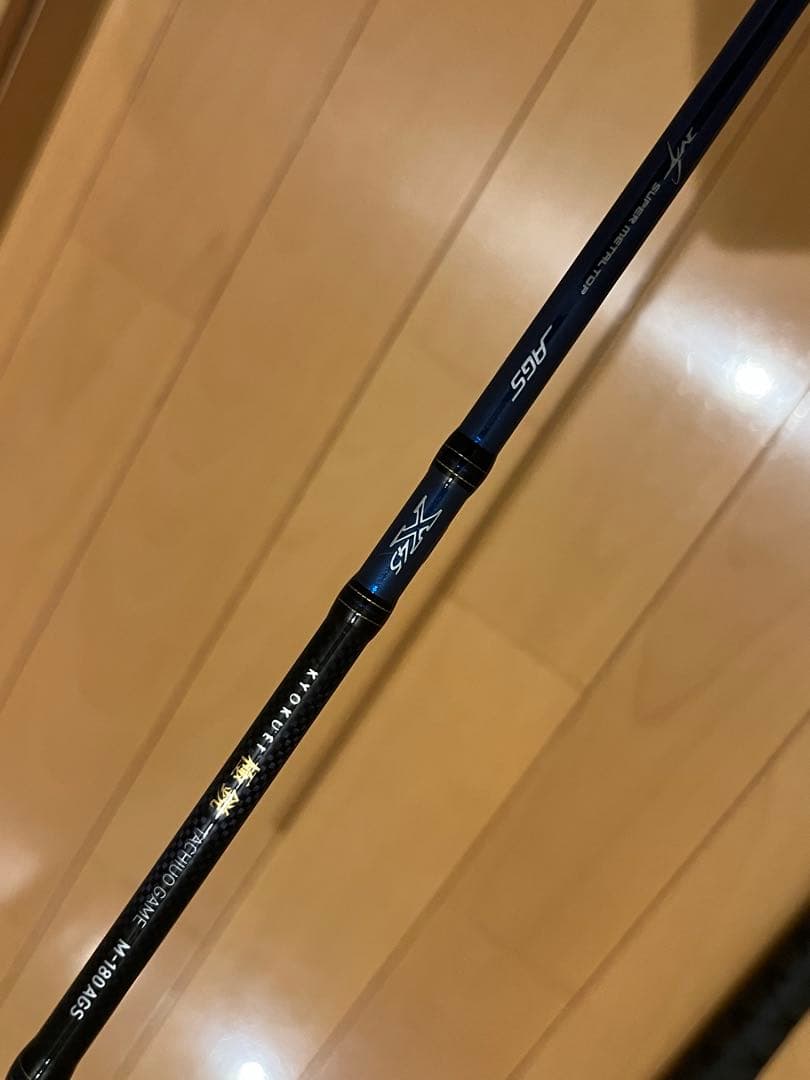 SUPER METAL TOP
AGS
X45
KYOKUEI 極鋭 TACHIUO GAME M-180AGS